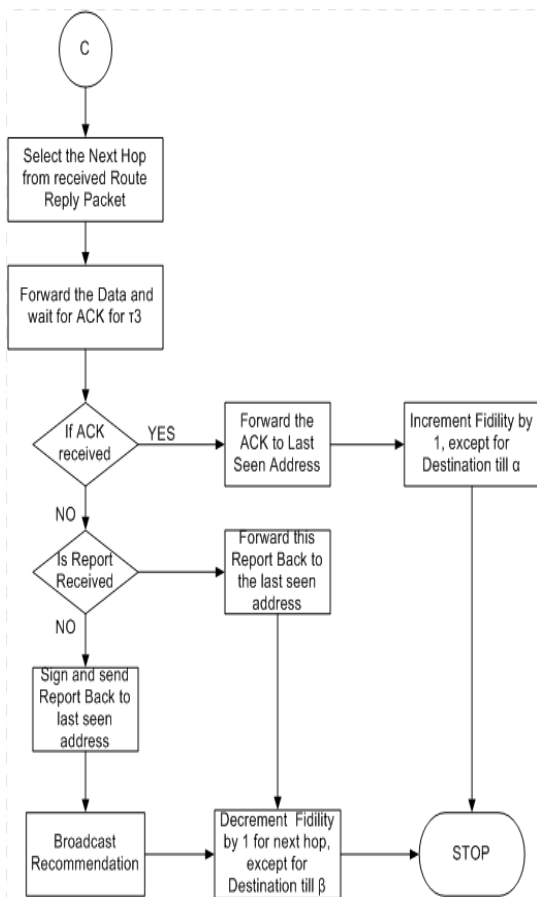 C
Select the Next Hop
from received Route
Reply Packet
Forward the Data and
wait for ACK for τ3
If ACK
received
YES
Forward the
ACK to Last
Seen Address
Increment Fidility by
1, except for
Destination till α
NO
Is Report
Received
Forward this
Report Back to
the last seen
address
NO
Sign and send
Report Back to
last seen
address
Broadcast
Recommendation
Decrement Fidility
by 1 for next hop,
except for
Destination till β
STOP